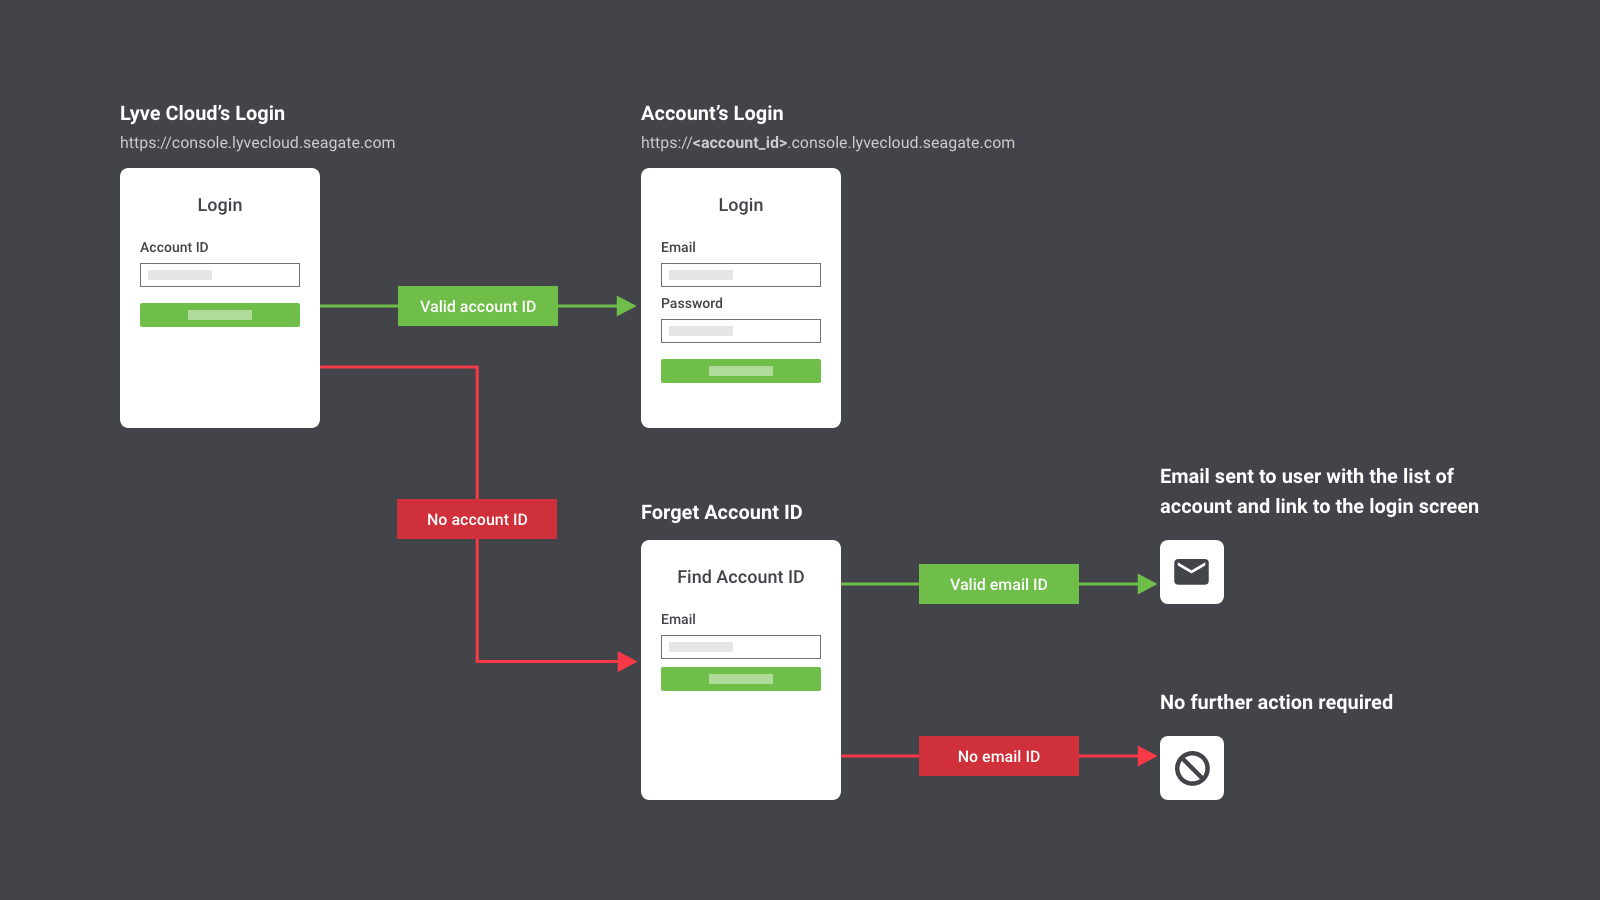 Lyve Cloud’s Login
https://console.lyvecloud.seagate.com
Login
Account ID
Valid account ID
Account’s Login
https://<account_id>.console.lyvecloud.seagate.com
Login
Email
Password
No account ID
Forget Account ID
Find Account ID
Email
Valid email ID
Email sent to user with the list of
account and link to the login screen
No email ID
No further action required